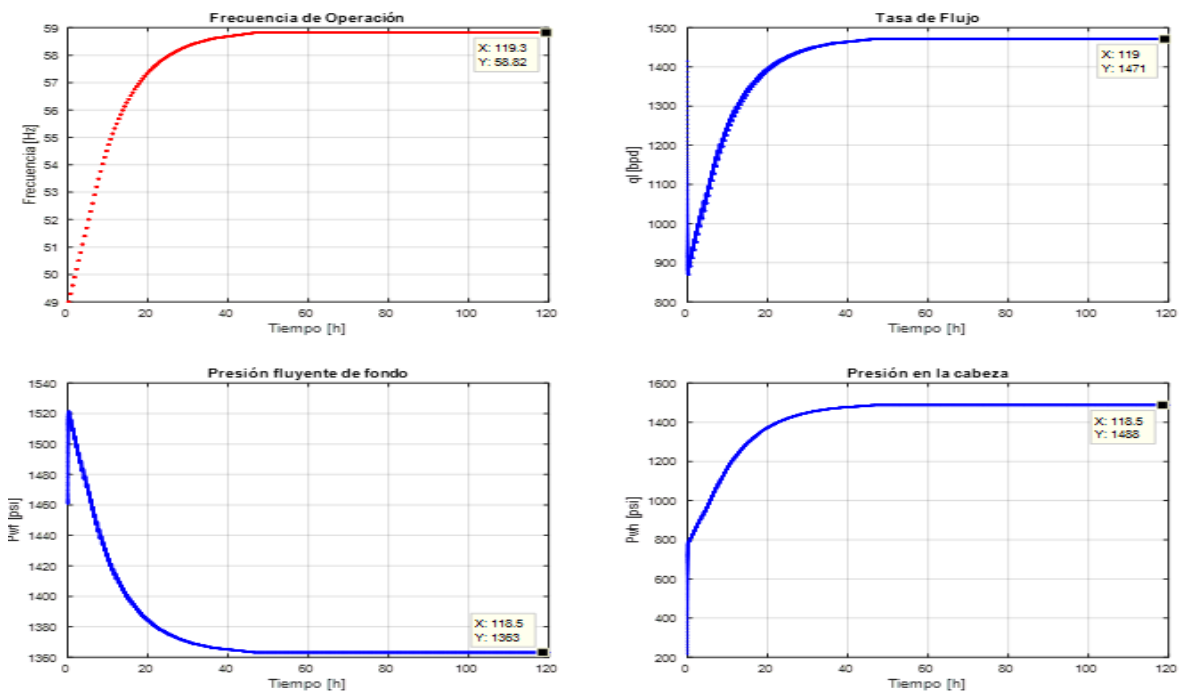 Frecuencia de Operación
59
58
57
56
55
54
53
52
51
50
49
Frecuencia [Hz]
X: 119.3
Y: 58.82
0 20 40 60 80 100 120
Tiempo [h]
Tasa de Flujo
1500
1400
1300
1200
1100
1000
900
800
ql [bpd]
X: 119
Y: 1471
0 20 40 60 80 100 120
Tiempo [h]
Presión fluyente de fondo
1540
1520
1500
1480
1460
1440
1420
1400
1380
1360
Pwf [psi]
X: 118.5
Y: 1363
0 20 40 60 80 100 120
Tiempo [h]
Presión en la cabeza
1600
1400
1200
1000
800
600
400
200
Pwh [psi]
X: 118.5
Y: 1488
0 20 40 60 80 100 120
Tiempo [h]